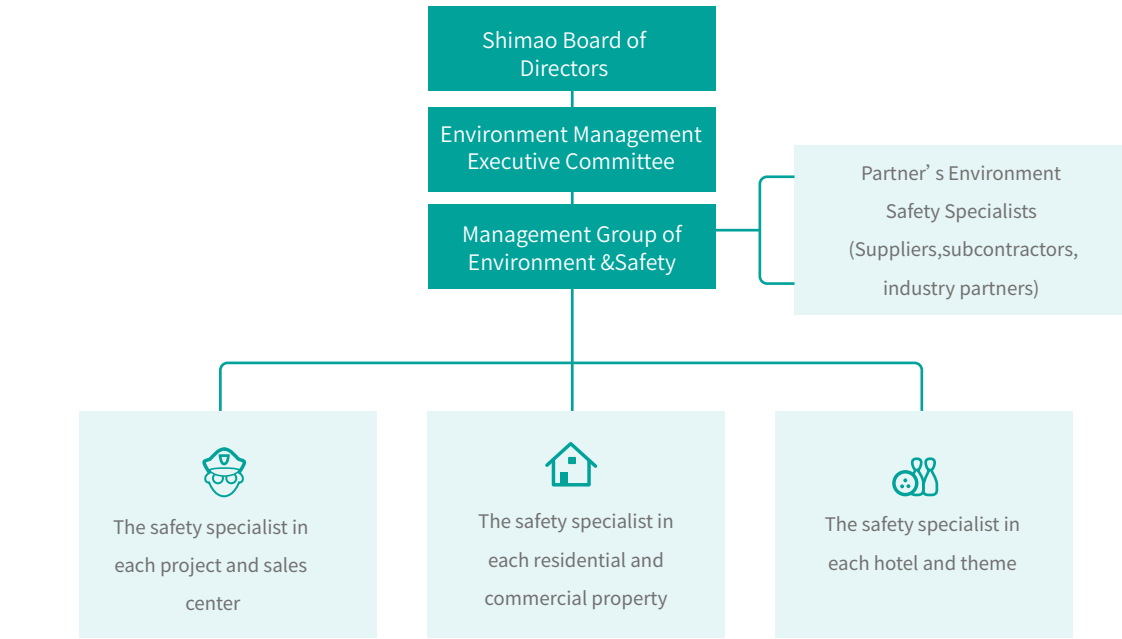 Shimao Board of
Directors
Environment Management
Executive Committee
Management Group of
Environment &Safety
Partner’ s Environment
Safety Specialists
(Suppliers,subcontractors,
industry partners)
The safety specialist in
each project and sales
center
The safety specialist in
each residential and
commercial property
The safety specialist in
each hotel and theme